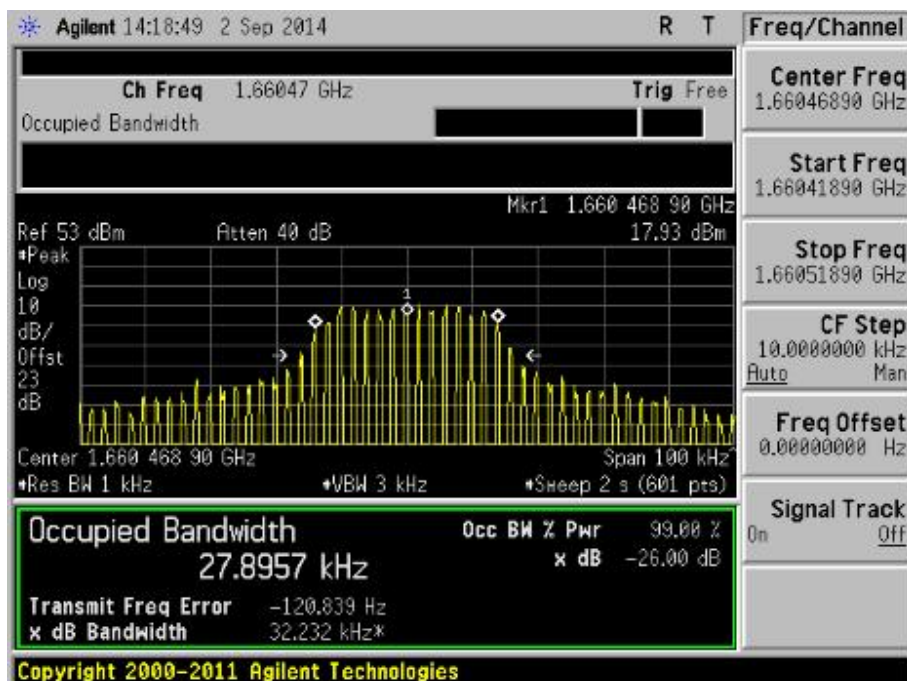 Agilent 14:18:49 2 Sep 2014 R T
Freq/Channel
Ch Freq 1.66047 GHz Trig Free
Occupied Bandwidth
Center Freq
1.66046890 GHz
Start Freq
1.66041890 GHz
Stop Freq
1.66051890 GHz
CF Step
10.0000000 kHz
Auto Man
Freq Offset
0.00000000 Hz
Signal Track
On Off
Mkr1 1.660 468 90 GHz
Ref 53 dBm Atten 40 dB 17.93 dBm
*Peak
Log
10
dB/
Offst
23
dB
1
Center 1.660 468 90 GHz Span 100 kHz^
*Res BW 1 kHz *VBW 3 kHz *Sweep 2 s (601 pts)
Occupied Bandwidth Occ BW % Pwr 99.00 %
27.8957 kHz x dB -26.00 dB
Transmit Freq Error -120.839 Hz
x dB Bandwidth 32.232 kHz*
Copyright 2000-2011 Agilent Technologies